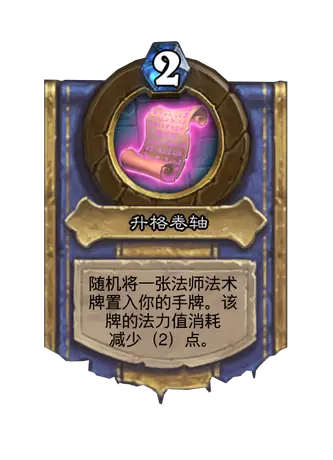 2
升格卷轴
随机将一张法师法术
牌置入你的手牌。该
牌的法力值消耗
减少（2）点。